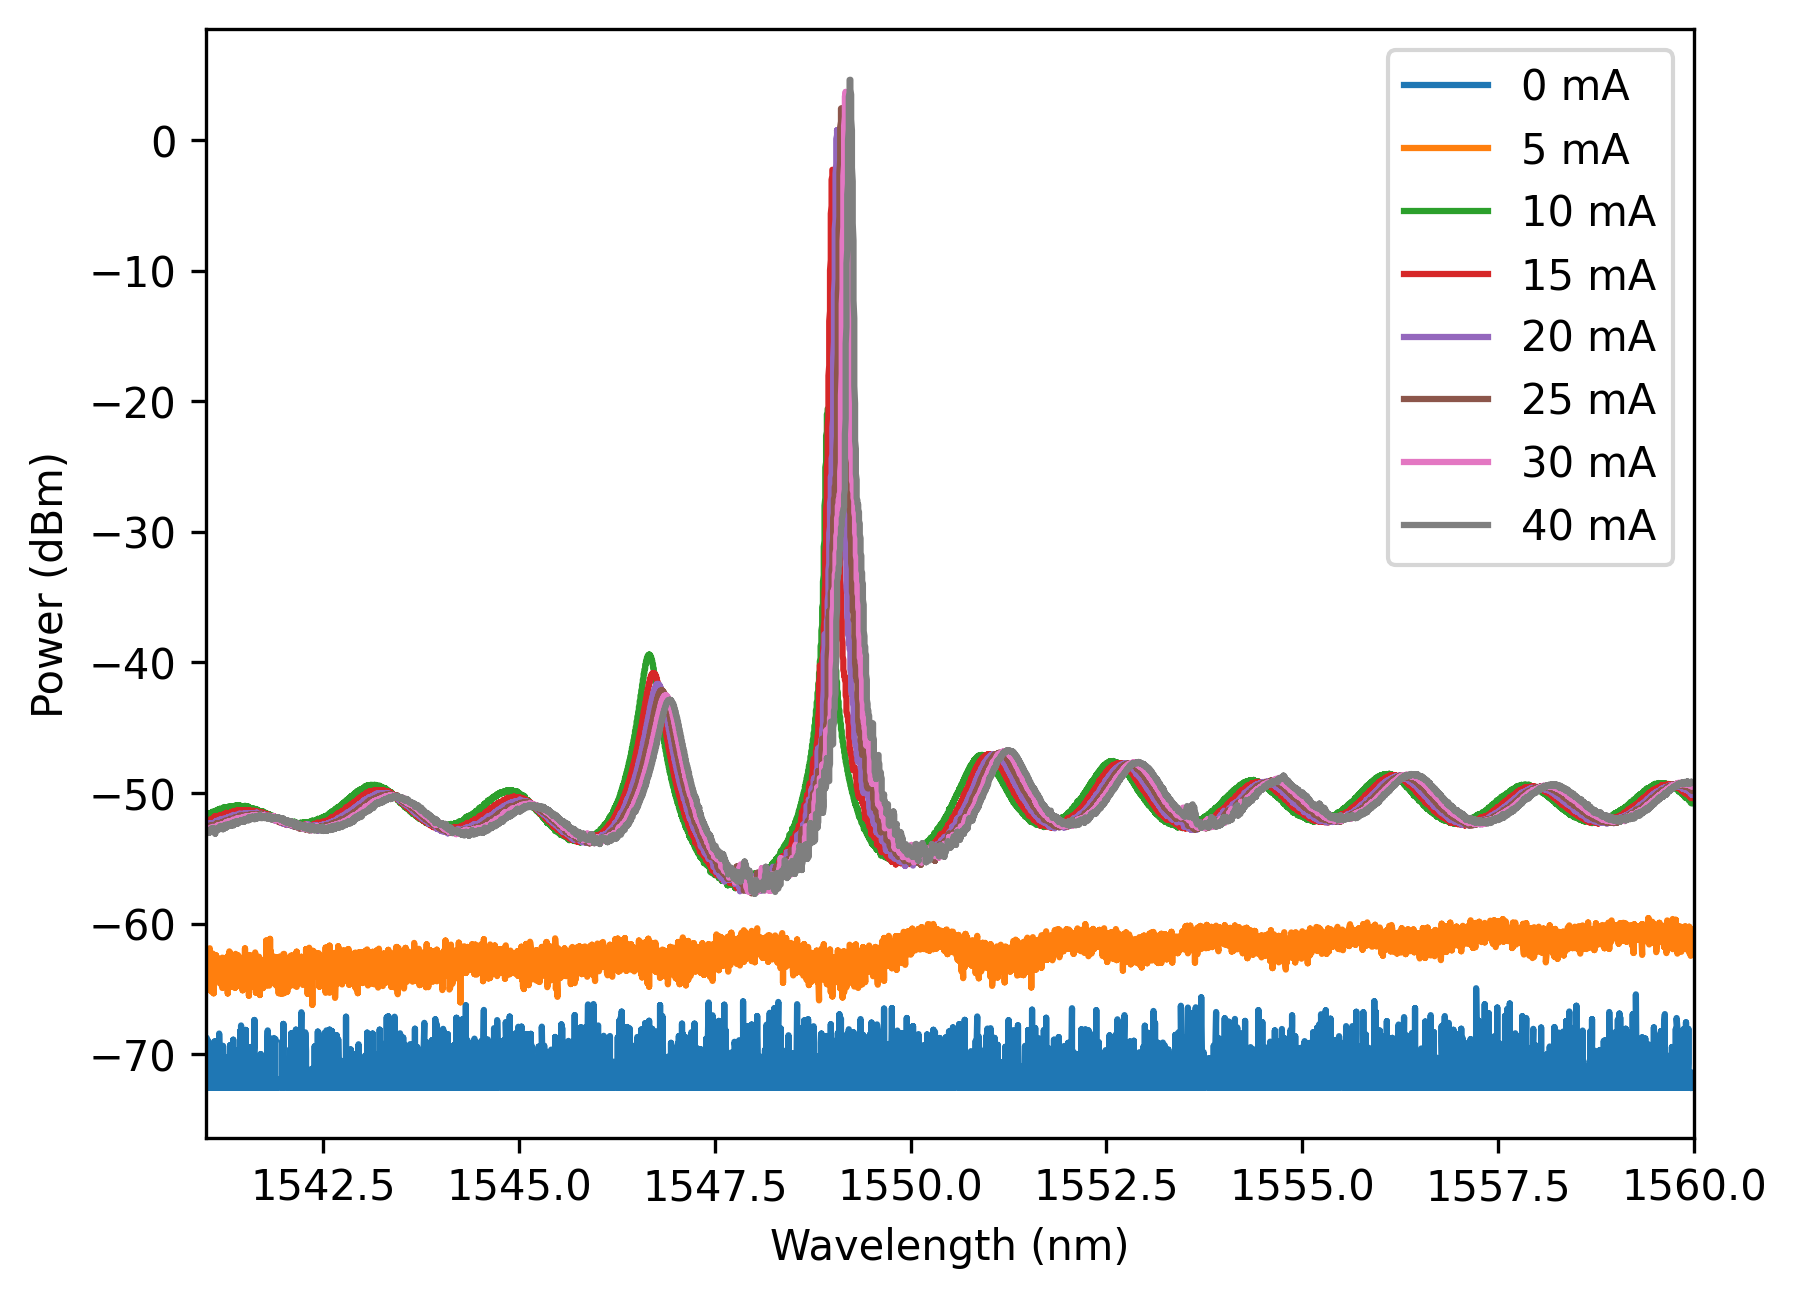 0 mA
5 mA
10 mA
15 mA
20 mA
25 mA
30 mA
40 mA
0
−10
−20
−30
−40
−50
−60
−70
Power (dBm)
1542.5 1545.0 1547.5 1550.0 1552.5 1555.0 1557.5 1560.0
Wavelength (nm)